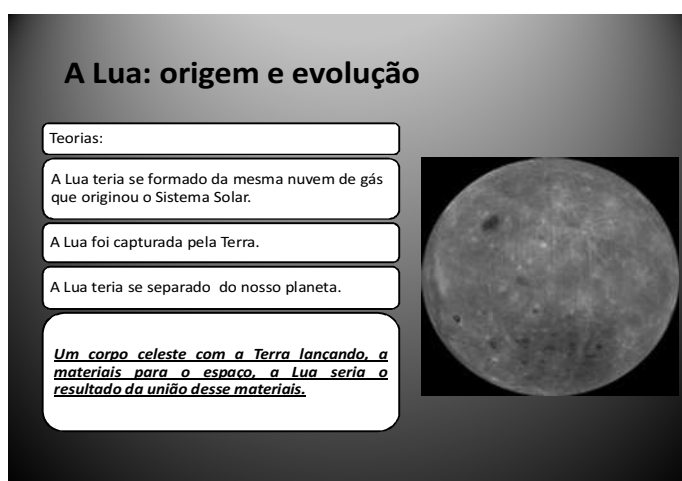 A Lua: origem e evolução
Teorias:
A Lua teria se formado da mesma nuvem de gás
que originou o Sistema Solar.
A Lua foi capturada pela Terra.
A Lua teria se separado do nosso planeta.
Um corpo celeste com a Terra lançando, a
materiais para o espaço, a Lua seria o
resultado da união desse materiais.